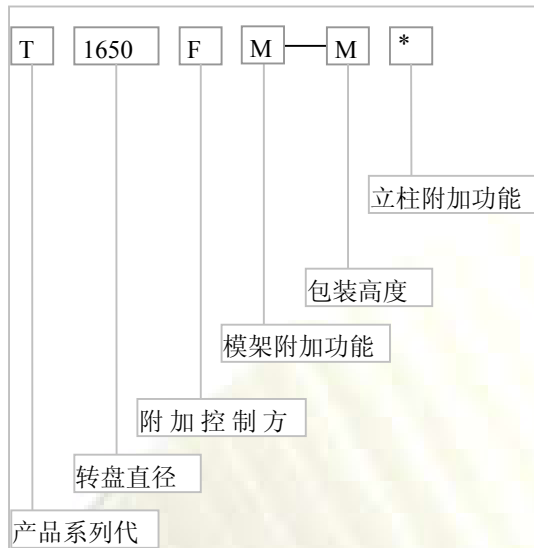 T 1650 F M — M *
立柱附加功能
包装高度
模架附加功能
附加控制方
转盘直径
产品系列代